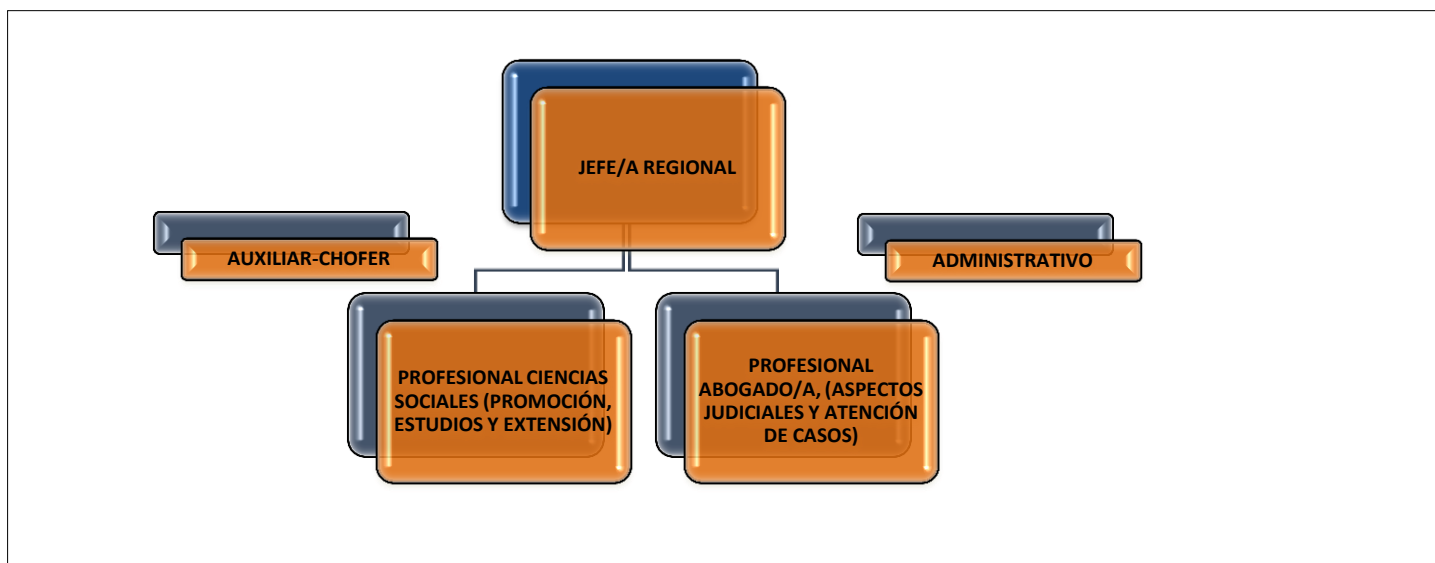 JEFE/A REGIONAL
AUXILIAR-CHOFER
ADMINISTRATIVO
PROFESIONAL CIENCIAS
SOCIALES (PROMOCIÓN,
ESTUDIOS Y EXTENSIÓN)
PROFESIONAL
ABOGADO/A, (ASPECTOS
JUDICIALES Y ATENCIÓN
DE CASOS)